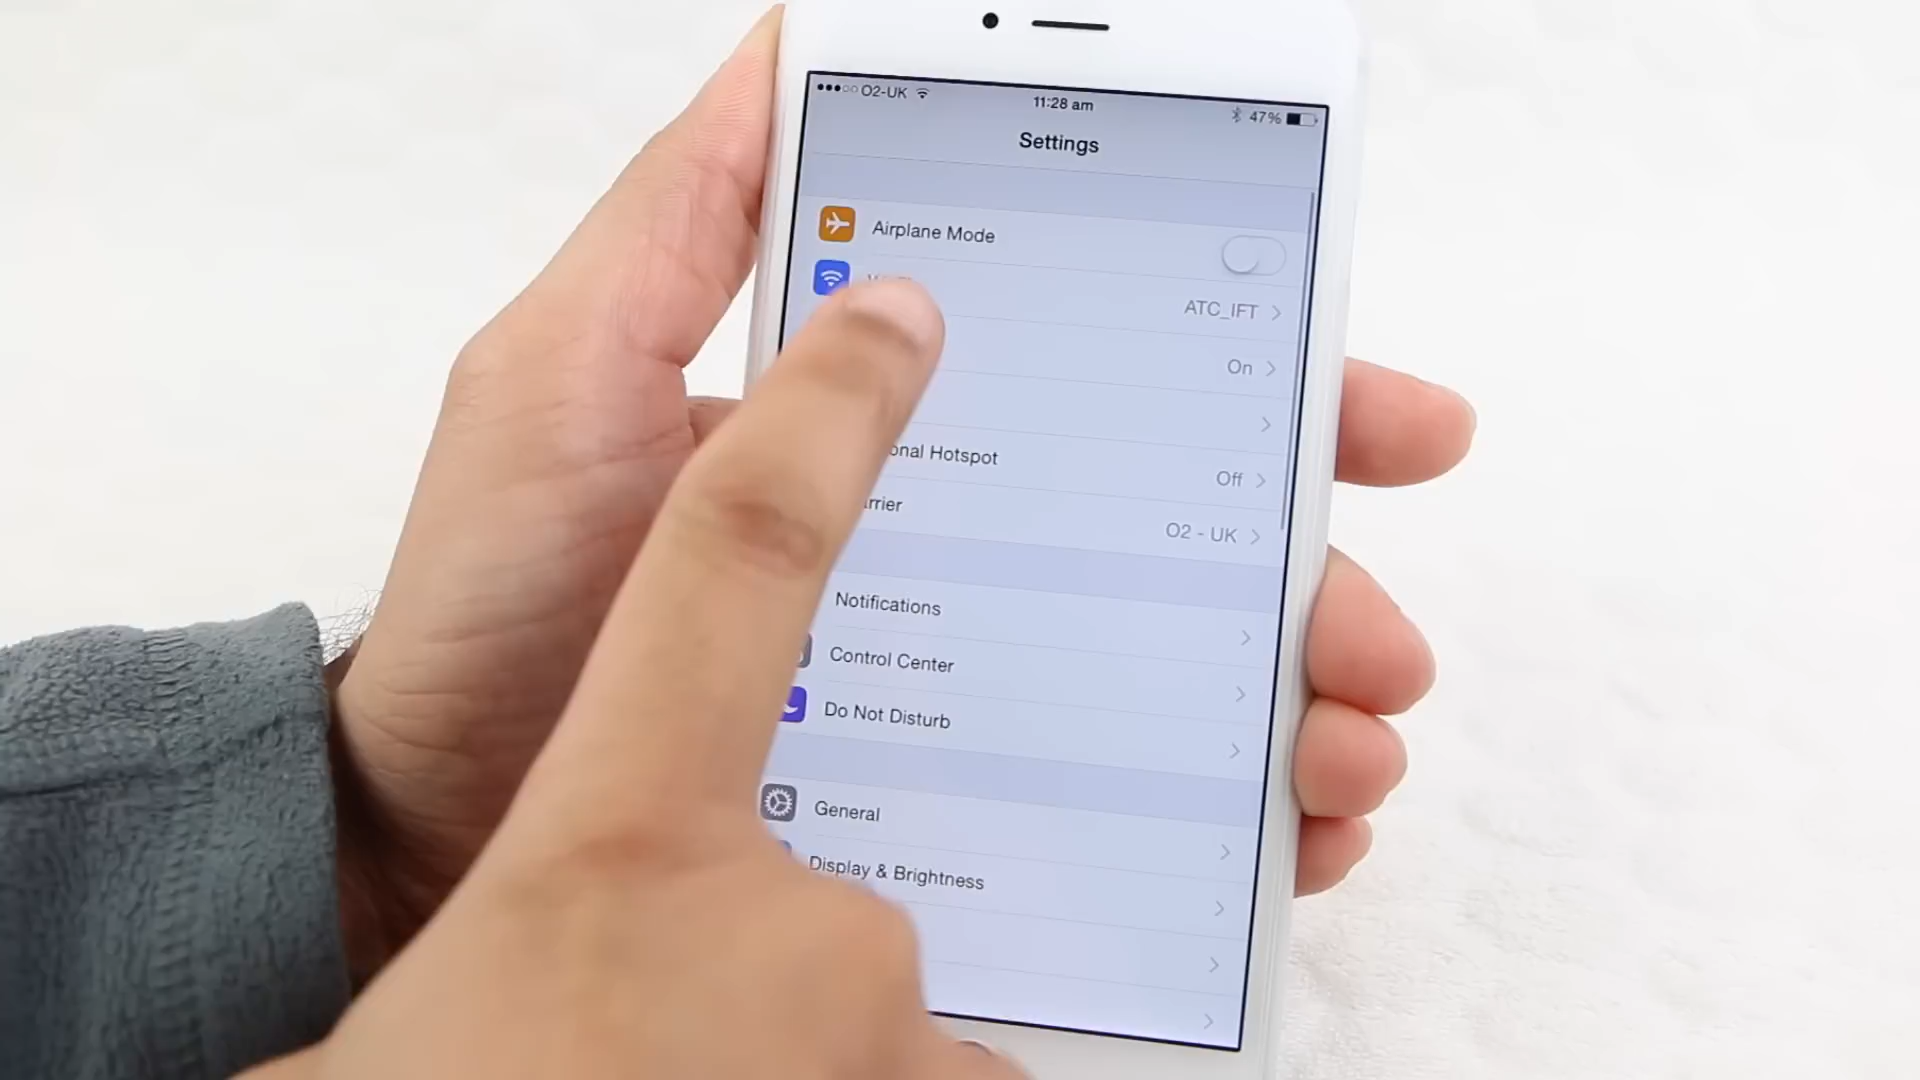 O2-UK 11:28 am 47%
Settings
Airplane Mode
ATC_IFT
On
onal Hotspot Off
rrier O2 - UK
Notifications
Control Center
Do Not Disturb
General
Display & Brightness